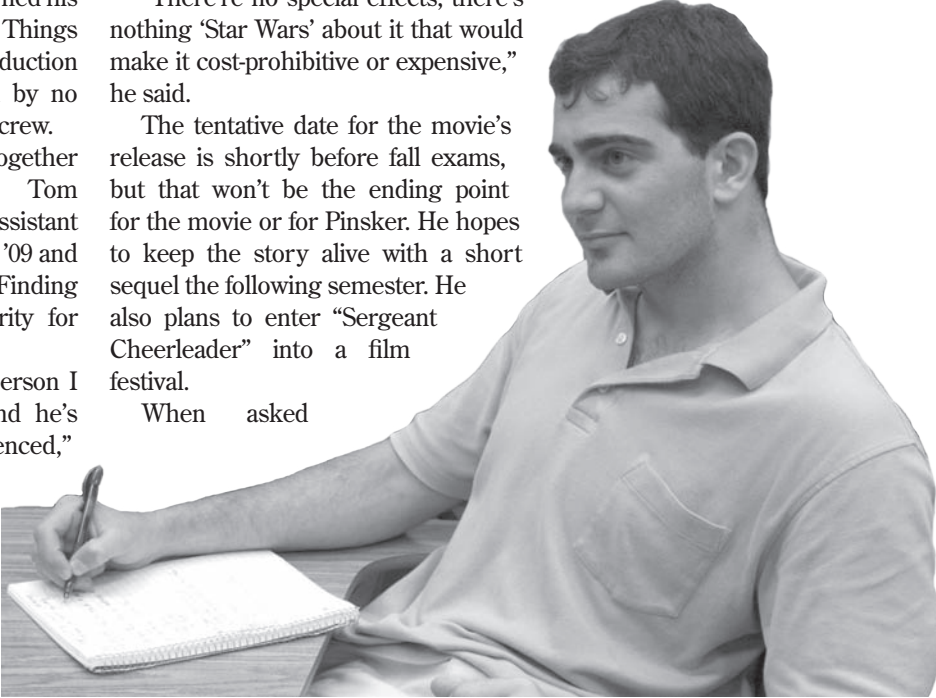 ned his
Things
duction
by no
crew.
ogether
Tom
ssistant
’09 and
Finding
rity for
erson I
nd he’s
enced,”
“There’re no special effects, there’s
nothing ‘Star Wars’ about it that would
make it cost-prohibitive or expensive,”
he said.
The tentative date for the movie’s
release is shortly before fall exams,
but that won’t be the ending point
for the movie or for Pinsker. He hopes
to keep the story alive with a short
sequel the following semester. He
also plans to enter “Sergeant
Cheerleader” into a film
festival.
When asked